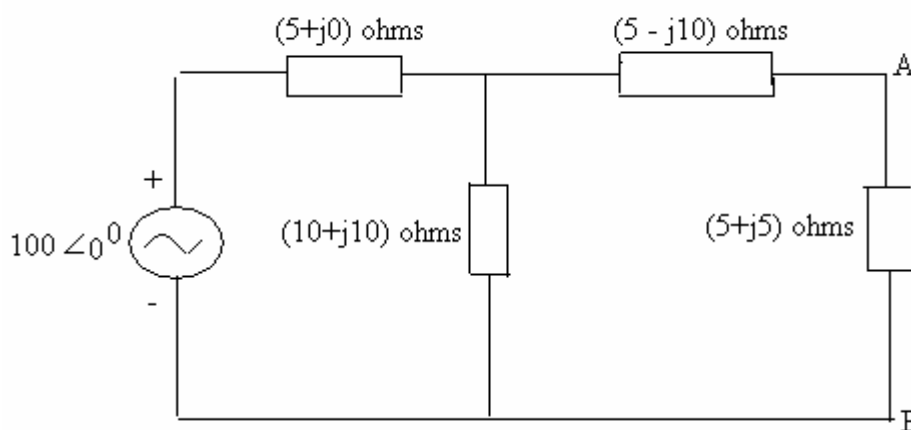 (5+j0) ohms
(5 - j10) ohms
A
+
100 ∠0⁰
(10+j10) ohms
(5+j5) ohms
-